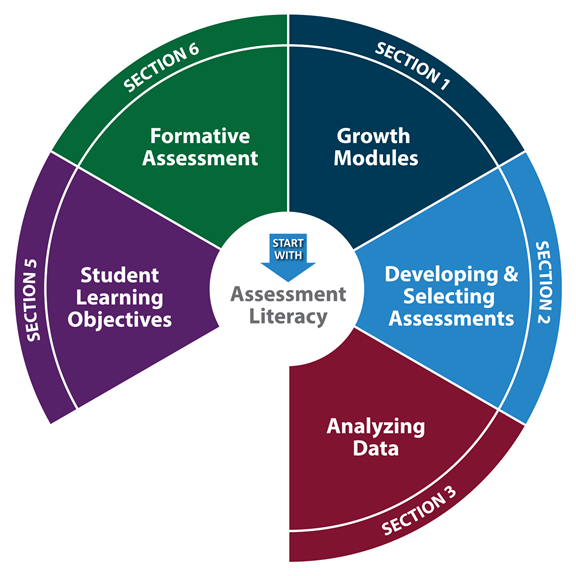 START
WITH
Assessment
Literacy
SECTION 1
Growth
Modules
SECTION 2
Developing &
Selecting
Assessments
SECTION 3
Analyzing
Data
SECTION 5
Student
Learning
Objectives
SECTION 6
Formative
Assessment